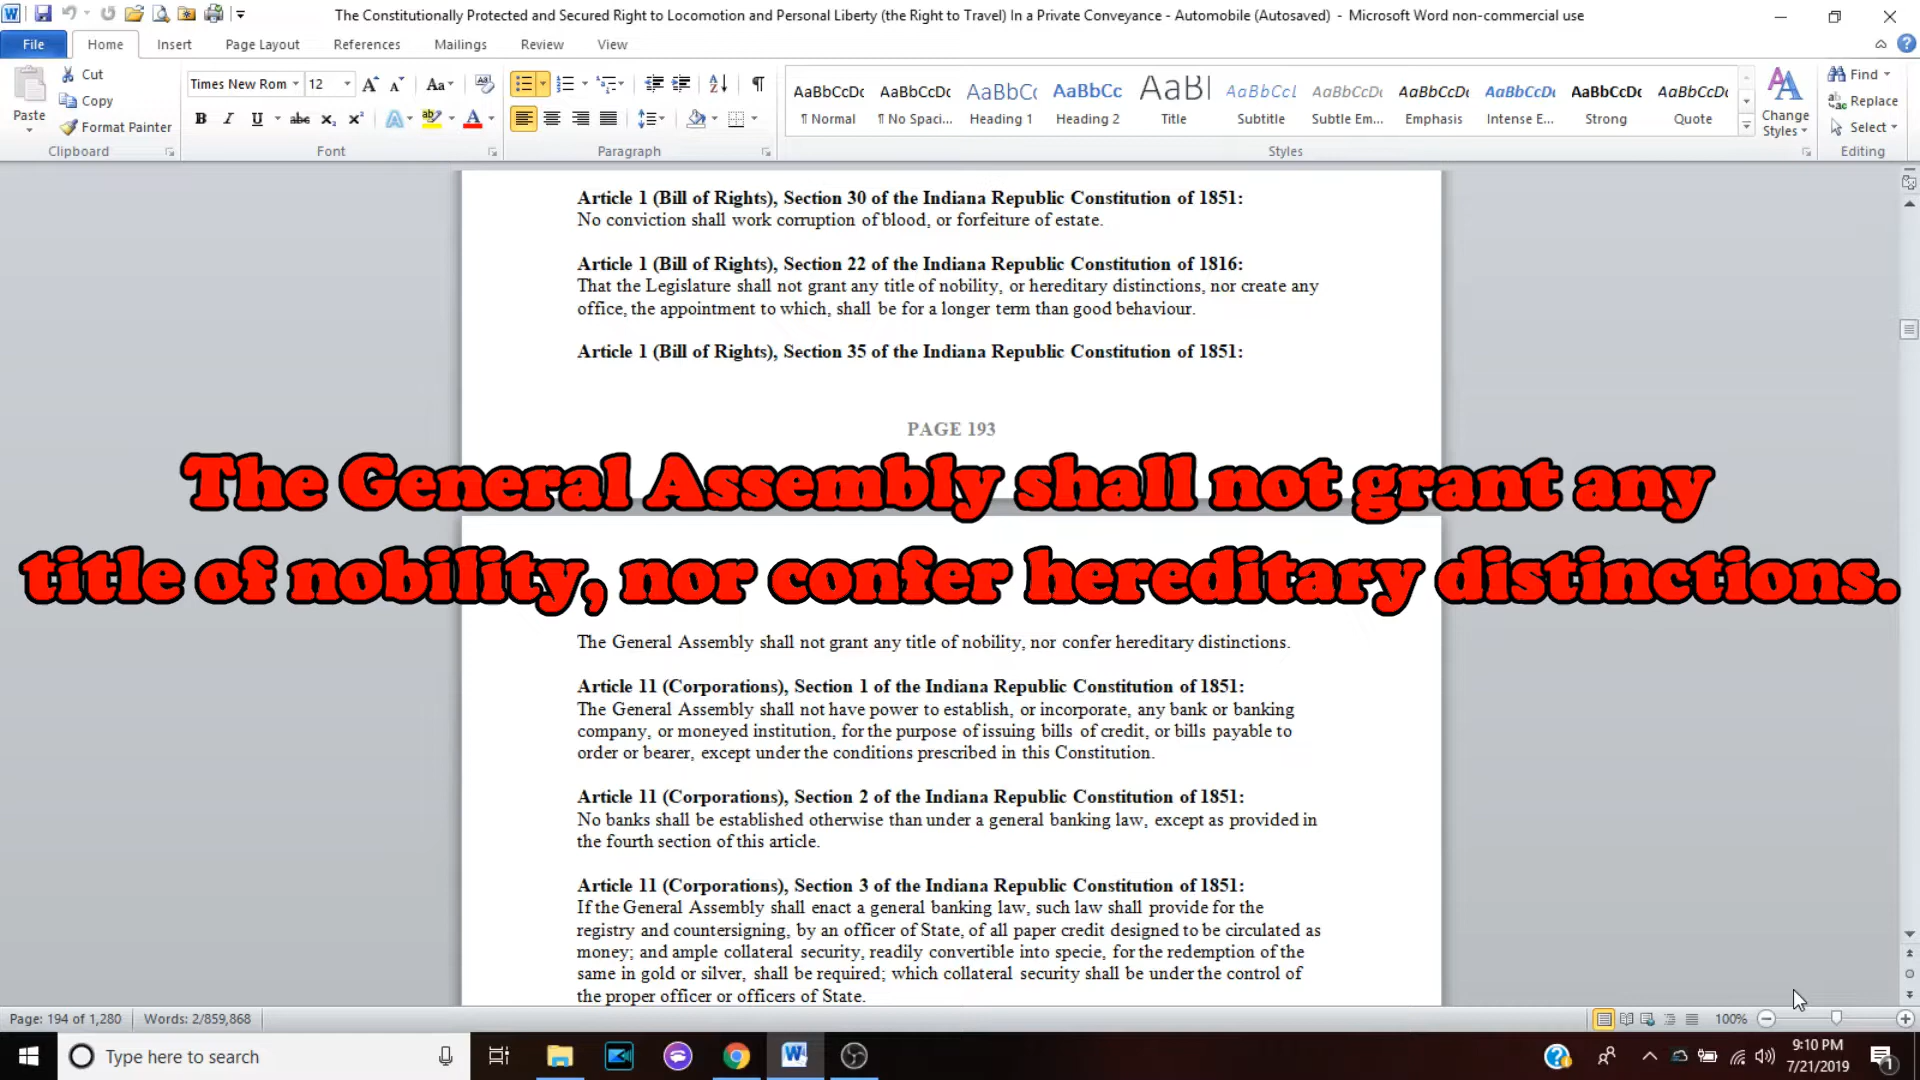 The Constitutionally Protected and Secured Right to Locomotion and Personal Liberty (the Right to Travel) In a Private Conveyance - Automobile (Autosaved) - Microsoft Word non-commercial use
File Home Insert Page Layout References Mailings Review View
Cut
Copy
Format Painter
Paste
Clipboard
Times New Rom 12
Font
Paragraph
AaBbCcDc AaBbCcDc AaBbCc AaBbCc AaBl AaBbCcL AaBbCcDc AaBbCcDc AaBbCcDc AaBbCcDc AaBbCcDc
¶ Normal ¶ No Spaci... Heading 1 Heading 2 Title Subtitle Subtle Em... Emphasis Intense E... Strong Quote
Change
Styles
Styles
Find
Replace
Select
Editing
Article 1 (Bill of Rights), Section 30 of the Indiana Republic Constitution of 1851:
No conviction shall work corruption of blood, or forfeiture of estate.
Article 1 (Bill of Rights), Section 22 of the Indiana Republic Constitution of 1816:
That the Legislature shall not grant any title of nobility, or hereditary distinctions, nor create any
office, the appointment to which, shall be for a longer term than good behaviour.
Article 1 (Bill of Rights), Section 35 of the Indiana Republic Constitution of 1851:
PAGE 193
The General Assembly shall not grant any
title of nobility, nor confer hereditary distinctions.
The General Assembly shall not grant any title of nobility, nor confer hereditary distinctions.
Article 11 (Corporations), Section 1 of the Indiana Republic Constitution of 1851:
The General Assembly shall not have power to establish, or incorporate, any bank or banking
company, or moneyed institution, for the purpose of issuing bills of credit, or bills payable to
order or bearer, except under the conditions prescribed in this Constitution.
Article 11 (Corporations), Section 2 of the Indiana Republic Constitution of 1851:
No banks shall be established otherwise than under a general banking law, except as provided in
the fourth section of this article.
Article 11 (Corporations), Section 3 of the Indiana Republic Constitution of 1851:
If the General Assembly shall enact a general banking law, such law shall provide for the
registry and countersigning, by an officer of State, of all paper credit designed to be circulated as
money; and ample collateral security, readily convertible into specie, for the redemption of the
same in gold or silver, shall be required; which collateral security shall be under the control of
the proper officer or officers of State.
Page: 194 of 1,280 Words: 2/859,868
100%
Type here to search
9:10 PM
7/21/2019
1